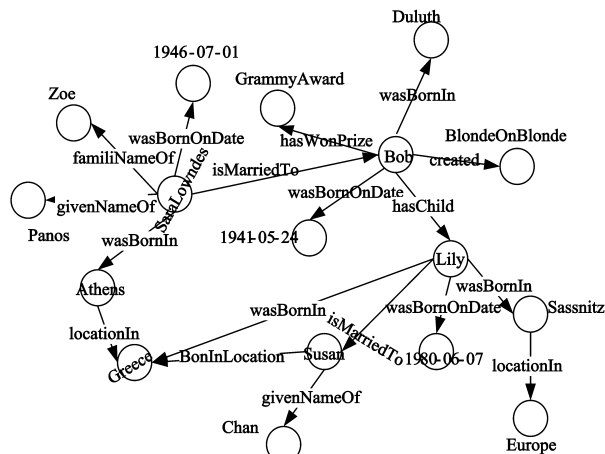 Duluth
1946-07-01
GrammyAward
Zoe
wasBornIn
wasBornOnDate
hasWonPrize
BlondeOnBlonde
familiNameOf
isMarriedTo
Bob
created
SaraLowndes
wasBornOnDate
givenNameOf
hasChild
Panos
wasBornIn
1941-05-24
Lily
Athens
wasBornIn
wasBornIn
wasBornOnDate
Sassnitz
locationIn
isMarriedTo
Greece
BonInLocation
Susan
1980-06-07
locationIn
givenNameOf
Chan
Europe